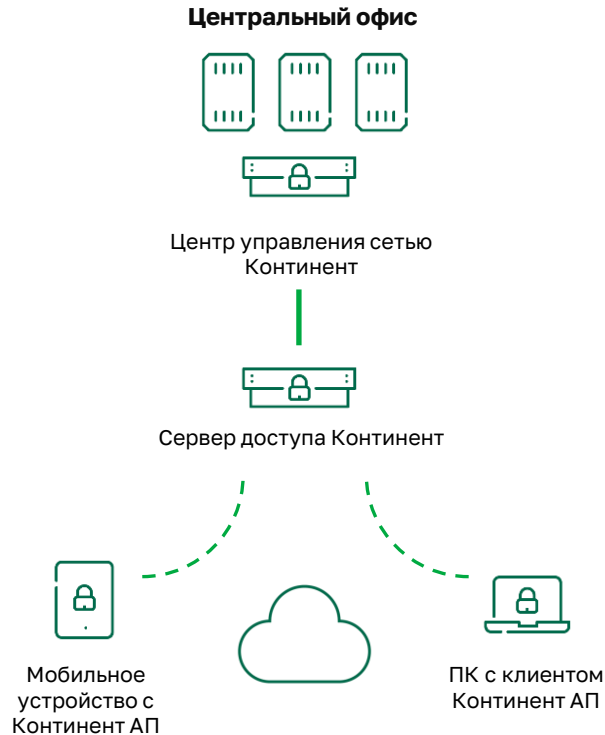 Центральный офис
Центр управления сетью
Континент
Сервер доступа Континент
Мобильное
устройство с
Континент АП
ПК с клиентом
Континент АП